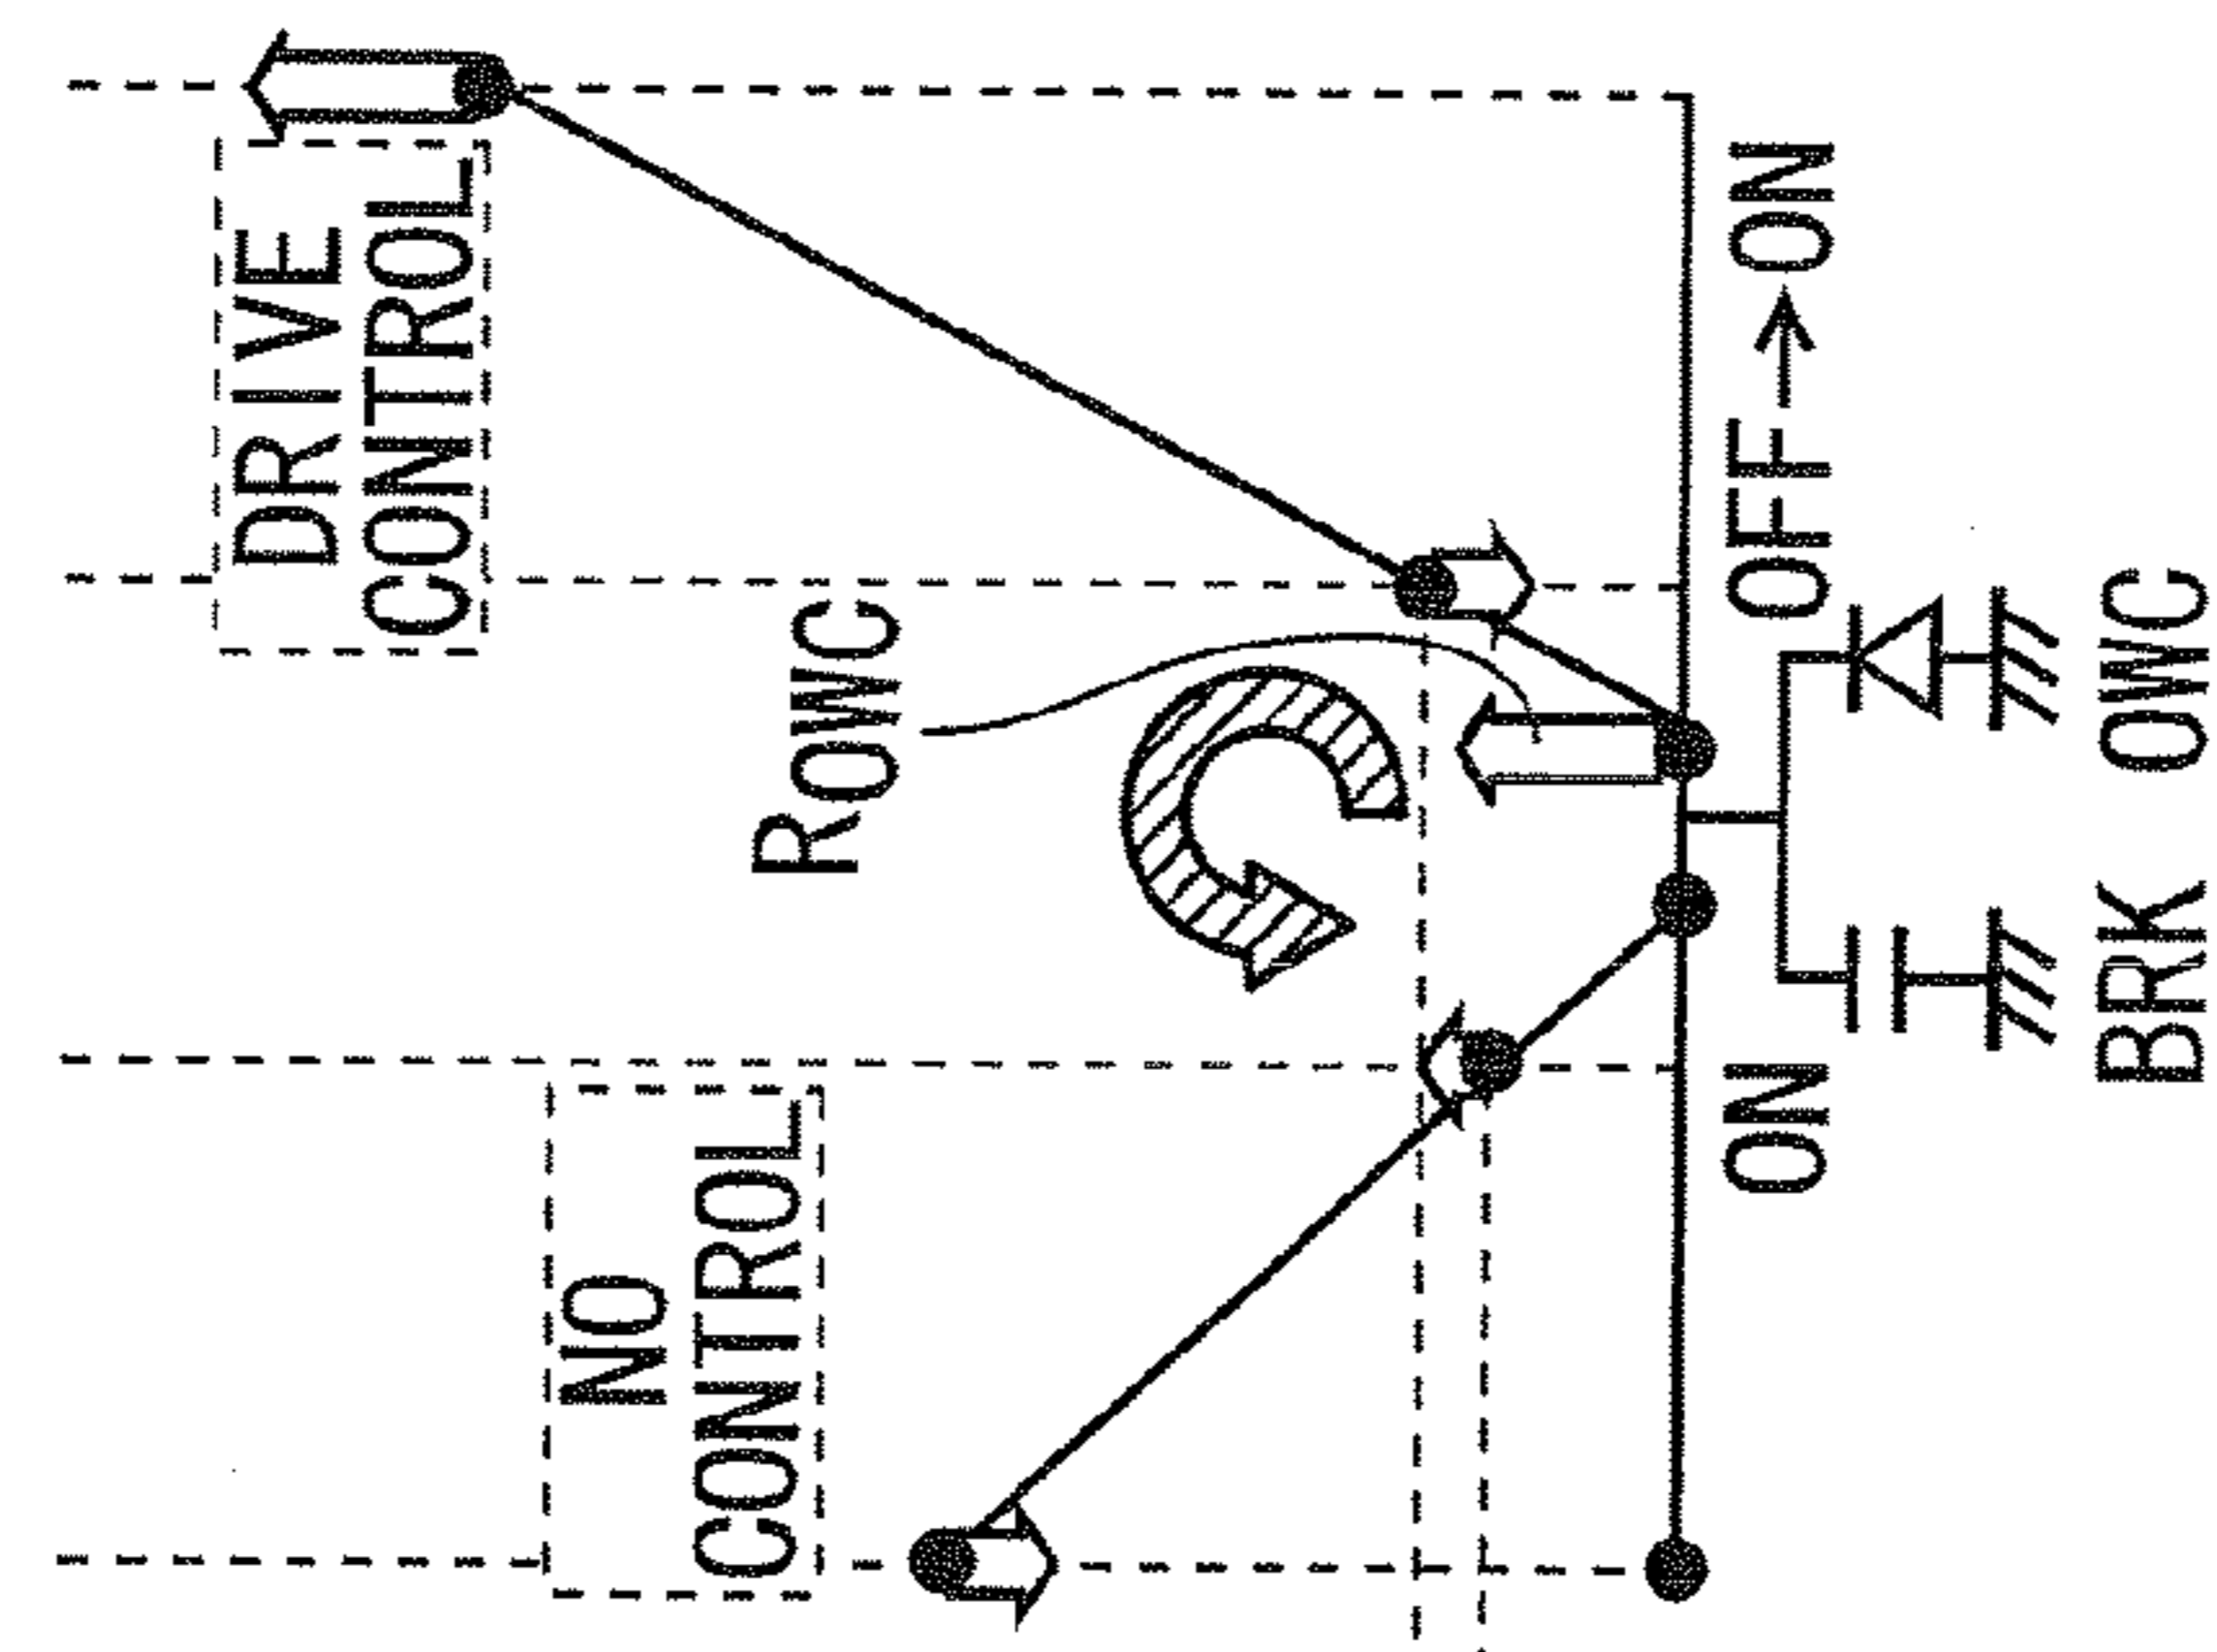 NO
CONTROL
DRIVE
CONTROL
ROWC
ON
OFF → ON
BRK
OWC